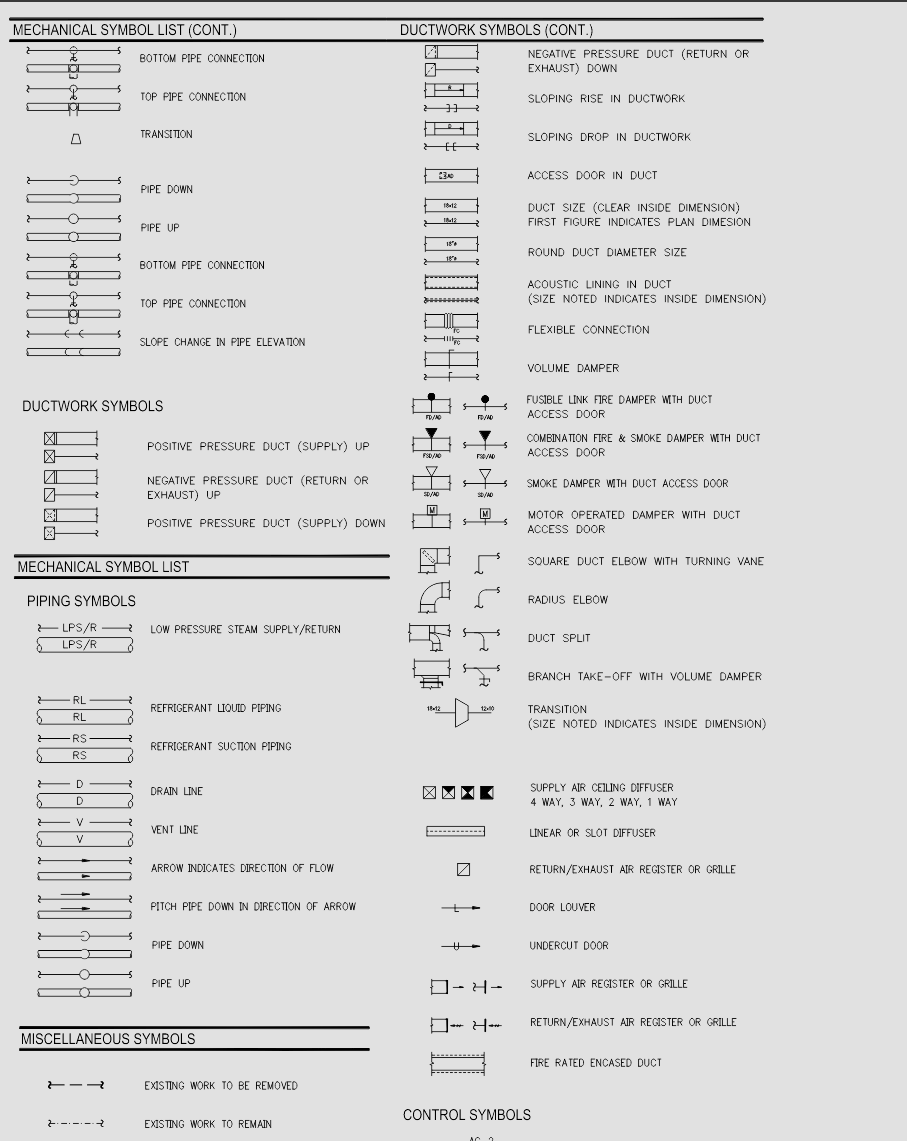 MECHANICAL SYMBOL LIST (CONT.)
BOTTOM PIPE CONNECTION
TOP PIPE CONNECTION
TRANSITION
PIPE DOWN
PIPE UP
BOTTOM PIPE CONNECTION
TOP PIPE CONNECTION
SLOPE CHANGE IN PIPE ELEVATION
DUCTWORK SYMBOLS
POSITIVE PRESSURE DUCT (SUPPLY) UP
NEGATIVE PRESSURE DUCT (RETURN OR
EXHAUST) UP
POSITIVE PRESSURE DUCT (SUPPLY) DOWN
MECHANICAL SYMBOL LIST
PIPING SYMBOLS
LPS/R
LPS/R
LOW PRESSURE STEAM SUPPLY/RETURN
RL
RL
REFRIGERANT LIQUID PIPING
RS
RS
REFRIGERANT SUCTION PIPING
D
D
DRAIN LINE
V
V
VENT LINE
ARROW INDICATES DIRECTION OF FLOW
PITCH PIPE DOWN IN DIRECTION OF ARROW
PIPE DOWN
PIPE UP
MISCELLANEOUS SYMBOLS
EXISTING WORK TO BE REMOVED
EXISTING WORK TO REMAIN
DUCTWORK SYMBOLS (CONT.)
NEGATIVE PRESSURE DUCT (RETURN OR
EXHAUST) DOWN
R
SLOPING RISE IN DUCTWORK
D
SLOPING DROP IN DUCTWORK
AD
ACCESS DOOR IN DUCT
18x12
18x12
DUCT SIZE (CLEAR INSIDE DIMENSION)
FIRST FIGURE INDICATES PLAN DIMESION
18"ø
18"ø
ROUND DUCT DIAMETER SIZE
ACOUSTIC LINING IN DUCT
(SIZE NOTED INDICATES INSIDE DIMENSION)
FC
FC
FLEXIBLE CONNECTION
VOLUME DAMPER
FD/AD FD/AD
FUSIBLE LINK FIRE DAMPER WITH DUCT
ACCESS DOOR
FSD/AD FSD/AD
COMBINATION FIRE & SMOKE DAMPER WITH DUCT
ACCESS DOOR
SD/AD SD/AD
SMOKE DAMPER WITH DUCT ACCESS DOOR
M M
MOTOR OPERATED DAMPER WITH DUCT
ACCESS DOOR
SQUARE DUCT ELBOW WITH TURNING VANE
RADIUS ELBOW
DUCT SPLIT
BRANCH TAKE-OFF WITH VOLUME DAMPER
18x12 12x10
TRANSITION
(SIZE NOTED INDICATES INSIDE DIMENSION)
SUPPLY AIR CEILING DIFFUSER
4 WAY, 3 WAY, 2 WAY, 1 WAY
LINEAR OR SLOT DIFFUSER
RETURN/EXHAUST AIR REGISTER OR GRILLE
L
DOOR LOUVER
U
UNDERCUT DOOR
SUPPLY AIR REGISTER OR GRILLE
RETURN/EXHAUST AIR REGISTER OR GRILLE
FIRE RATED ENCASED DUCT
CONTROL SYMBOLS